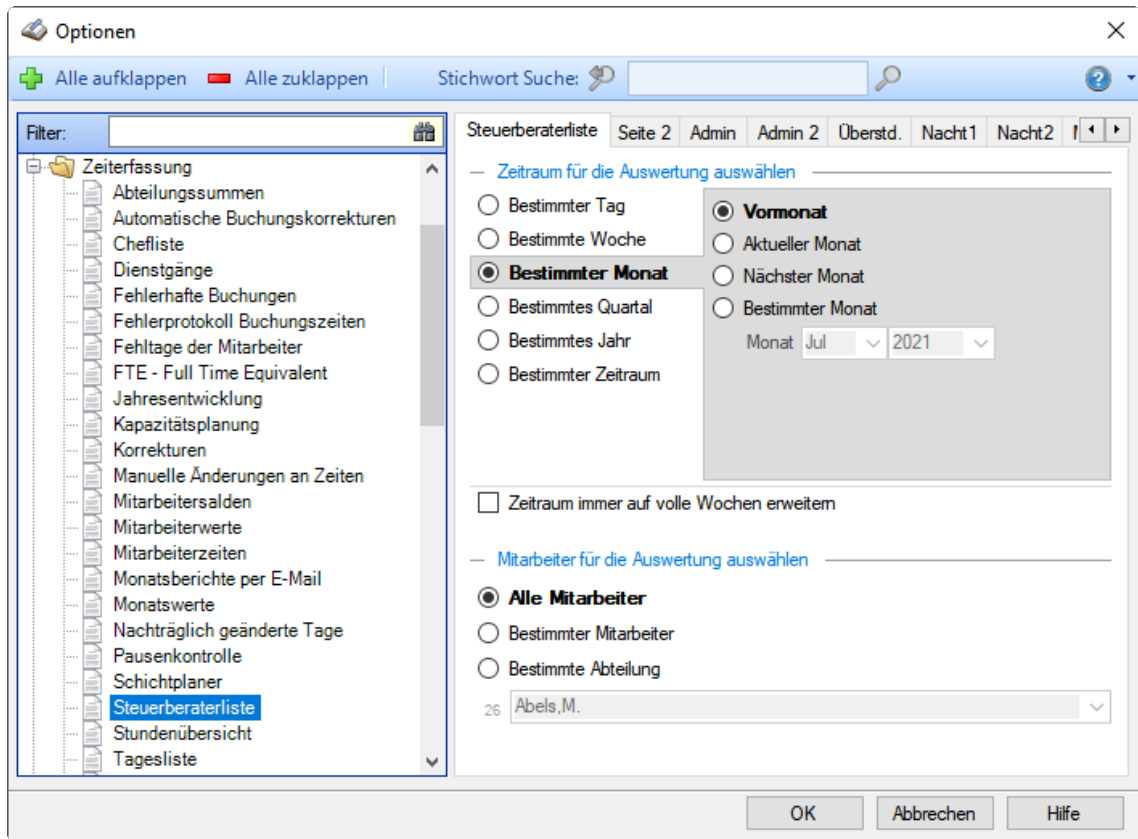 Optionen
Alle aufklappen Alle zuklappen Stichwort Suche:
Filter:
Zeiterfassung
Abteilungssummen
Automatische Buchungskorrekturen
Chefliste
Dienstgänge
Fehlerhafte Buchungen
Fehlerprotokoll Buchungszeiten
Fehltage der Mitarbeiter
FTE - Full Time Equivalent
Jahresentwicklung
Kapazitätsplanung
Korrekturen
Manuelle Änderungen an Zeiten
Mitarbeitersalden
Mitarbeiterwerte
Mitarbeiterzeiten
Monatsberichte per E-Mail
Monatswerte
Nachträglich geänderte Tage
Pausenkontrolle
Schichtplaner
Steuerberaterliste
Stundenübersicht
Tagesliste
Steuerberaterliste Seite 2 Admin Admin 2 Überstd. Nacht1 Nacht2
Zeitraum für die Auswertung auswählen
Bestimmter Tag
Bestimmte Woche
Bestimmter Monat
Bestimmtes Quartal
Bestimmtes Jahr
Bestimmter Zeitraum
Vormonat
Aktueller Monat
Nächster Monat
Bestimmter Monat
Monat Jul 2021
Zeitraum immer auf volle Wochen erweitern
Mitarbeiter für die Auswertung auswählen
Alle Mitarbeiter
Bestimmter Mitarbeiter
Bestimmte Abteilung
26 Abels,M.
OK Abbrechen Hilfe